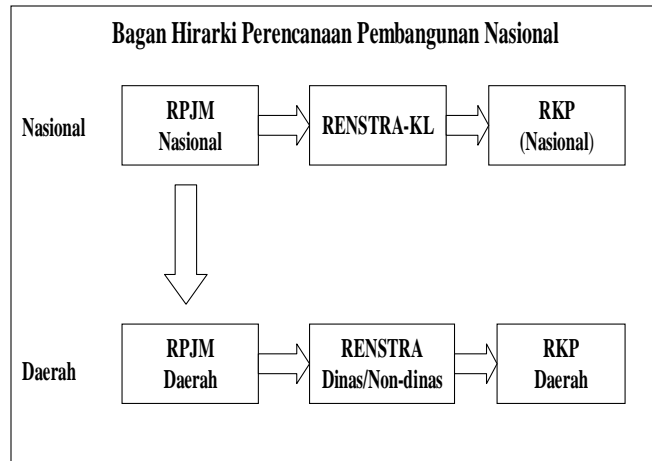 Bagan Hirarki Perencanaan Pembangunan Nasional
Nasional
RPJM
Nasional
RENSTRA-KL
RKP
(Nasional)
Daerah
RPJM
Daerah
RENSTRA
Dinas/Non-dinas
RKP
Daerah